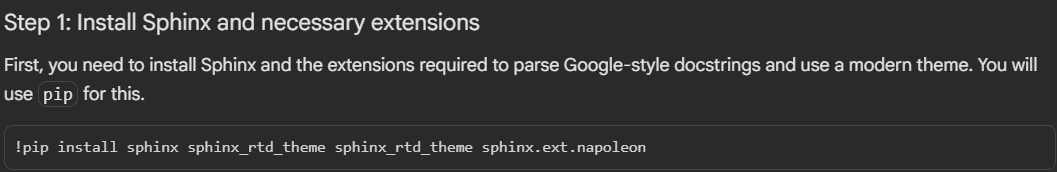 Step 1: Install Sphinx and necessary extensions
First, you need to install Sphinx and the extensions required to parse Google-style docstrings and use a modern theme. You will
use pip for this.
!pip install sphinx sphinx_rtd_theme sphinx_rtd_theme sphinx.ext.napoleon